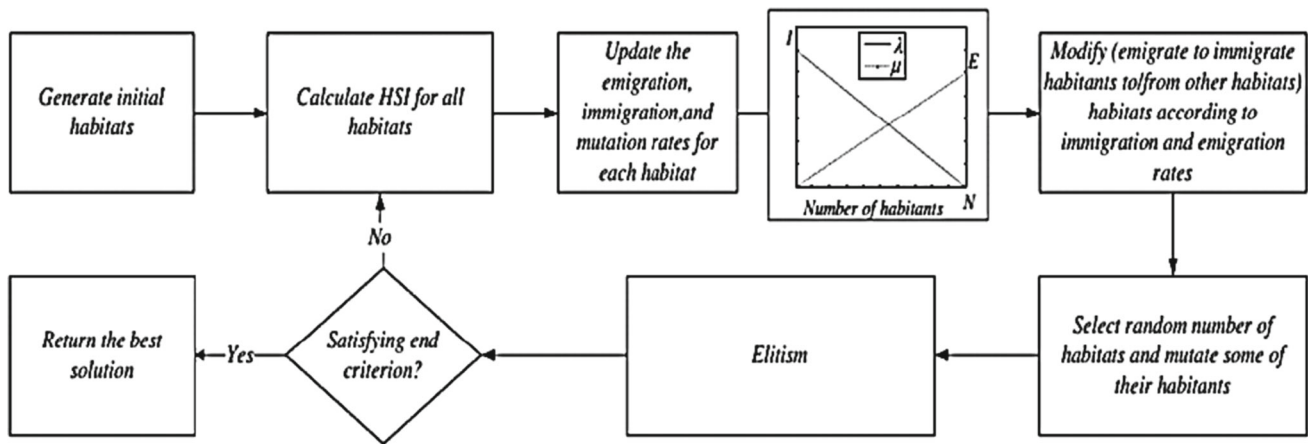 Generate initial
habitats
Calculate HSI for all
habitats
Update the
emigration,
immigration,and
mutation rates for
each habitat
I
λ
μ
E
Number of habitants
N
Modify (emigrate to immigrate
habitants to/from other habitats)
habitats according to
immigration and emigration
rates
Select random number of
habitats and mutate some of
their habitants
Elitism
Satisfying end
criterion?
No
Yes
Return the best
solution